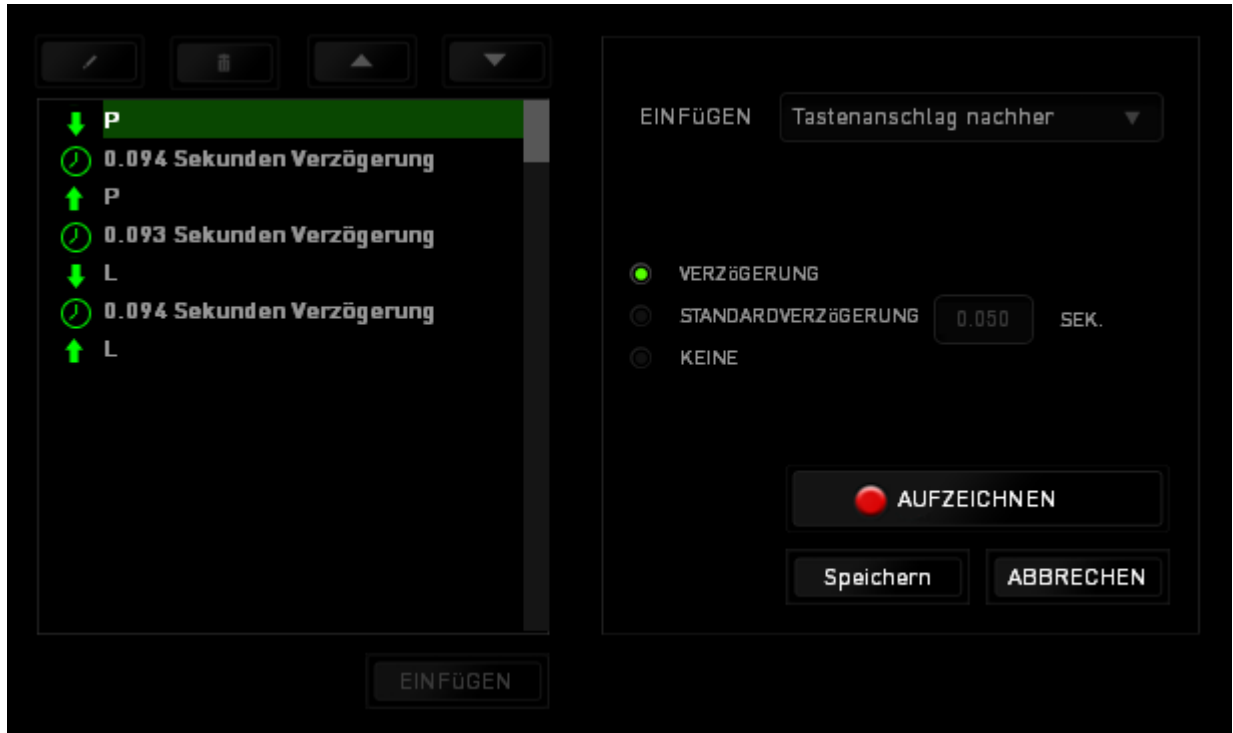 P
0.094 Sekunden Verzögerung
P
0.093 Sekunden Verzögerung
L
0.094 Sekunden Verzögerung
L
EINFüGEN
EINFüGEN Tastenanschlag nachher
VERZöGERUNG
STANDARDVERZöGERUNG 0.050 SEK.
KEINE
AUFZEICHNEN
Speichern ABBRECHEN